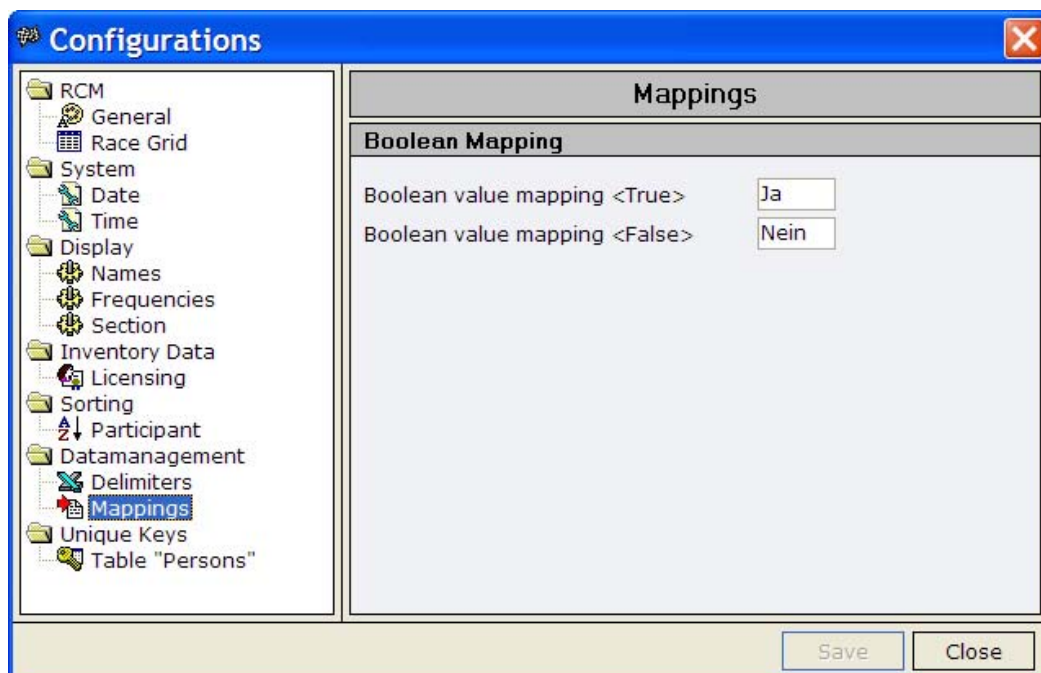 Configurations
RCM
General
Race Grid
System
Date
Time
Display
Names
Frequencies
Section
Inventory Data
Licensing
Sorting
Participant
Datamanagement
Delimiters
Mappings
Unique Keys
Table "Persons"
Mappings
Boolean Mapping
Boolean value mapping <True> Ja
Boolean value mapping <False> Nein
Save Close